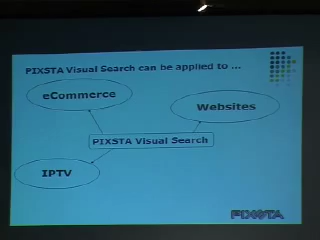 PIXSTA Visual Search can be applied to ...
eCommerce
Websites
PIXSTA Visual Search
IPTV
PIXSTA